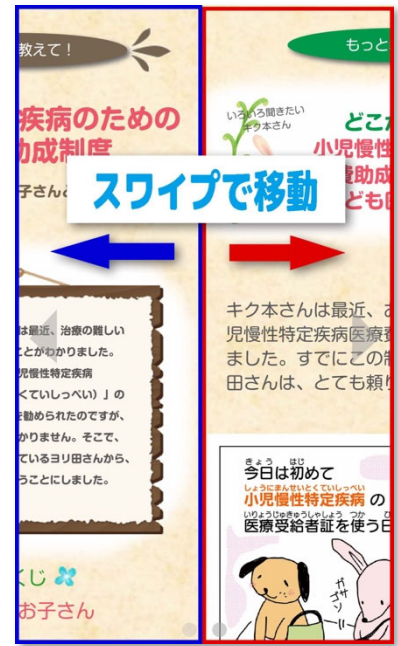 教えて！
疾病のための
成制度
子さん
は最近、治療の難しい
ことがわかりました。
児慢性特定疾病
くていしっぺい）」の
を勧められたのですが、
かりません。そこで、
ているヨリ田さんから、
うことにしました。
くじ
お子さん
スワイプで移動
もっと
いろいろ聞きたい
キク本さん
どこ
小児慢性
費助成
ども
キク本さんは最近、
児慢性特定疾病医療
ました。すでにこの
田さんは、とても頼
きょう はじ
今日は初めて
しょうにまんせいとくていしっぺい
小児慢性特定疾病 の
いりょうじゅきゅうしゃしょう つか ひ
医療受給者証を使う日
ガサゴソ